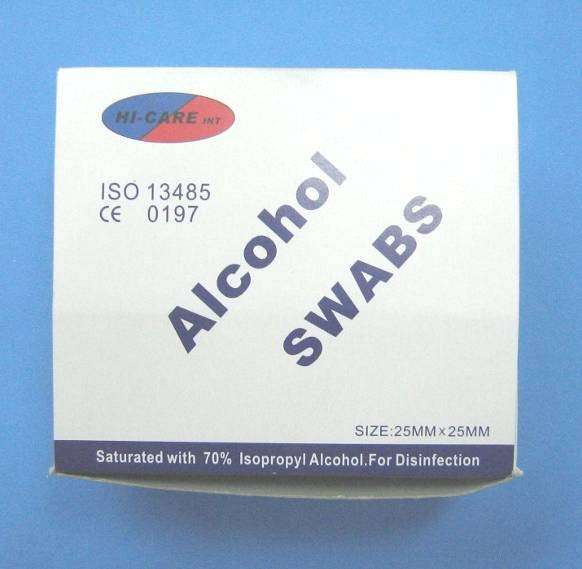 HI-CARE INT
ISO 13485
CE 0197
Alcohol
SWABS
SIZE:25MM×25MM
Saturated with 70% Isopropyl Alcohol.For Disinfection